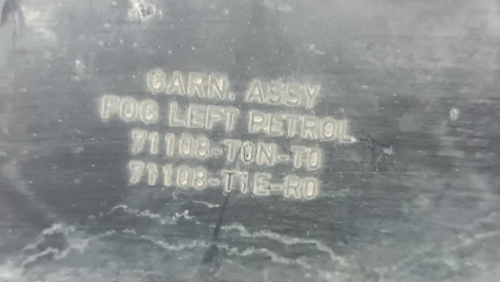 GARN. ASSY
FOG LEFT PETROL
71108-T0N-T0
71108-T1E-R0